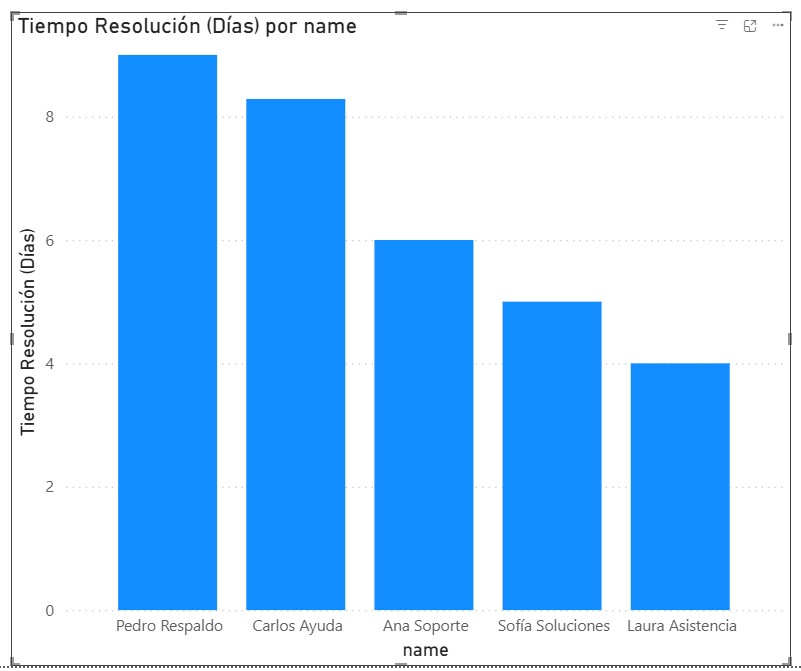 Tiempo Resolución (Días) por name
Tiempo Resolución (Días)
8
6
4
2
0
Pedro Respaldo Carlos Ayuda Ana Soporte Sofía Soluciones Laura Asistencia
name